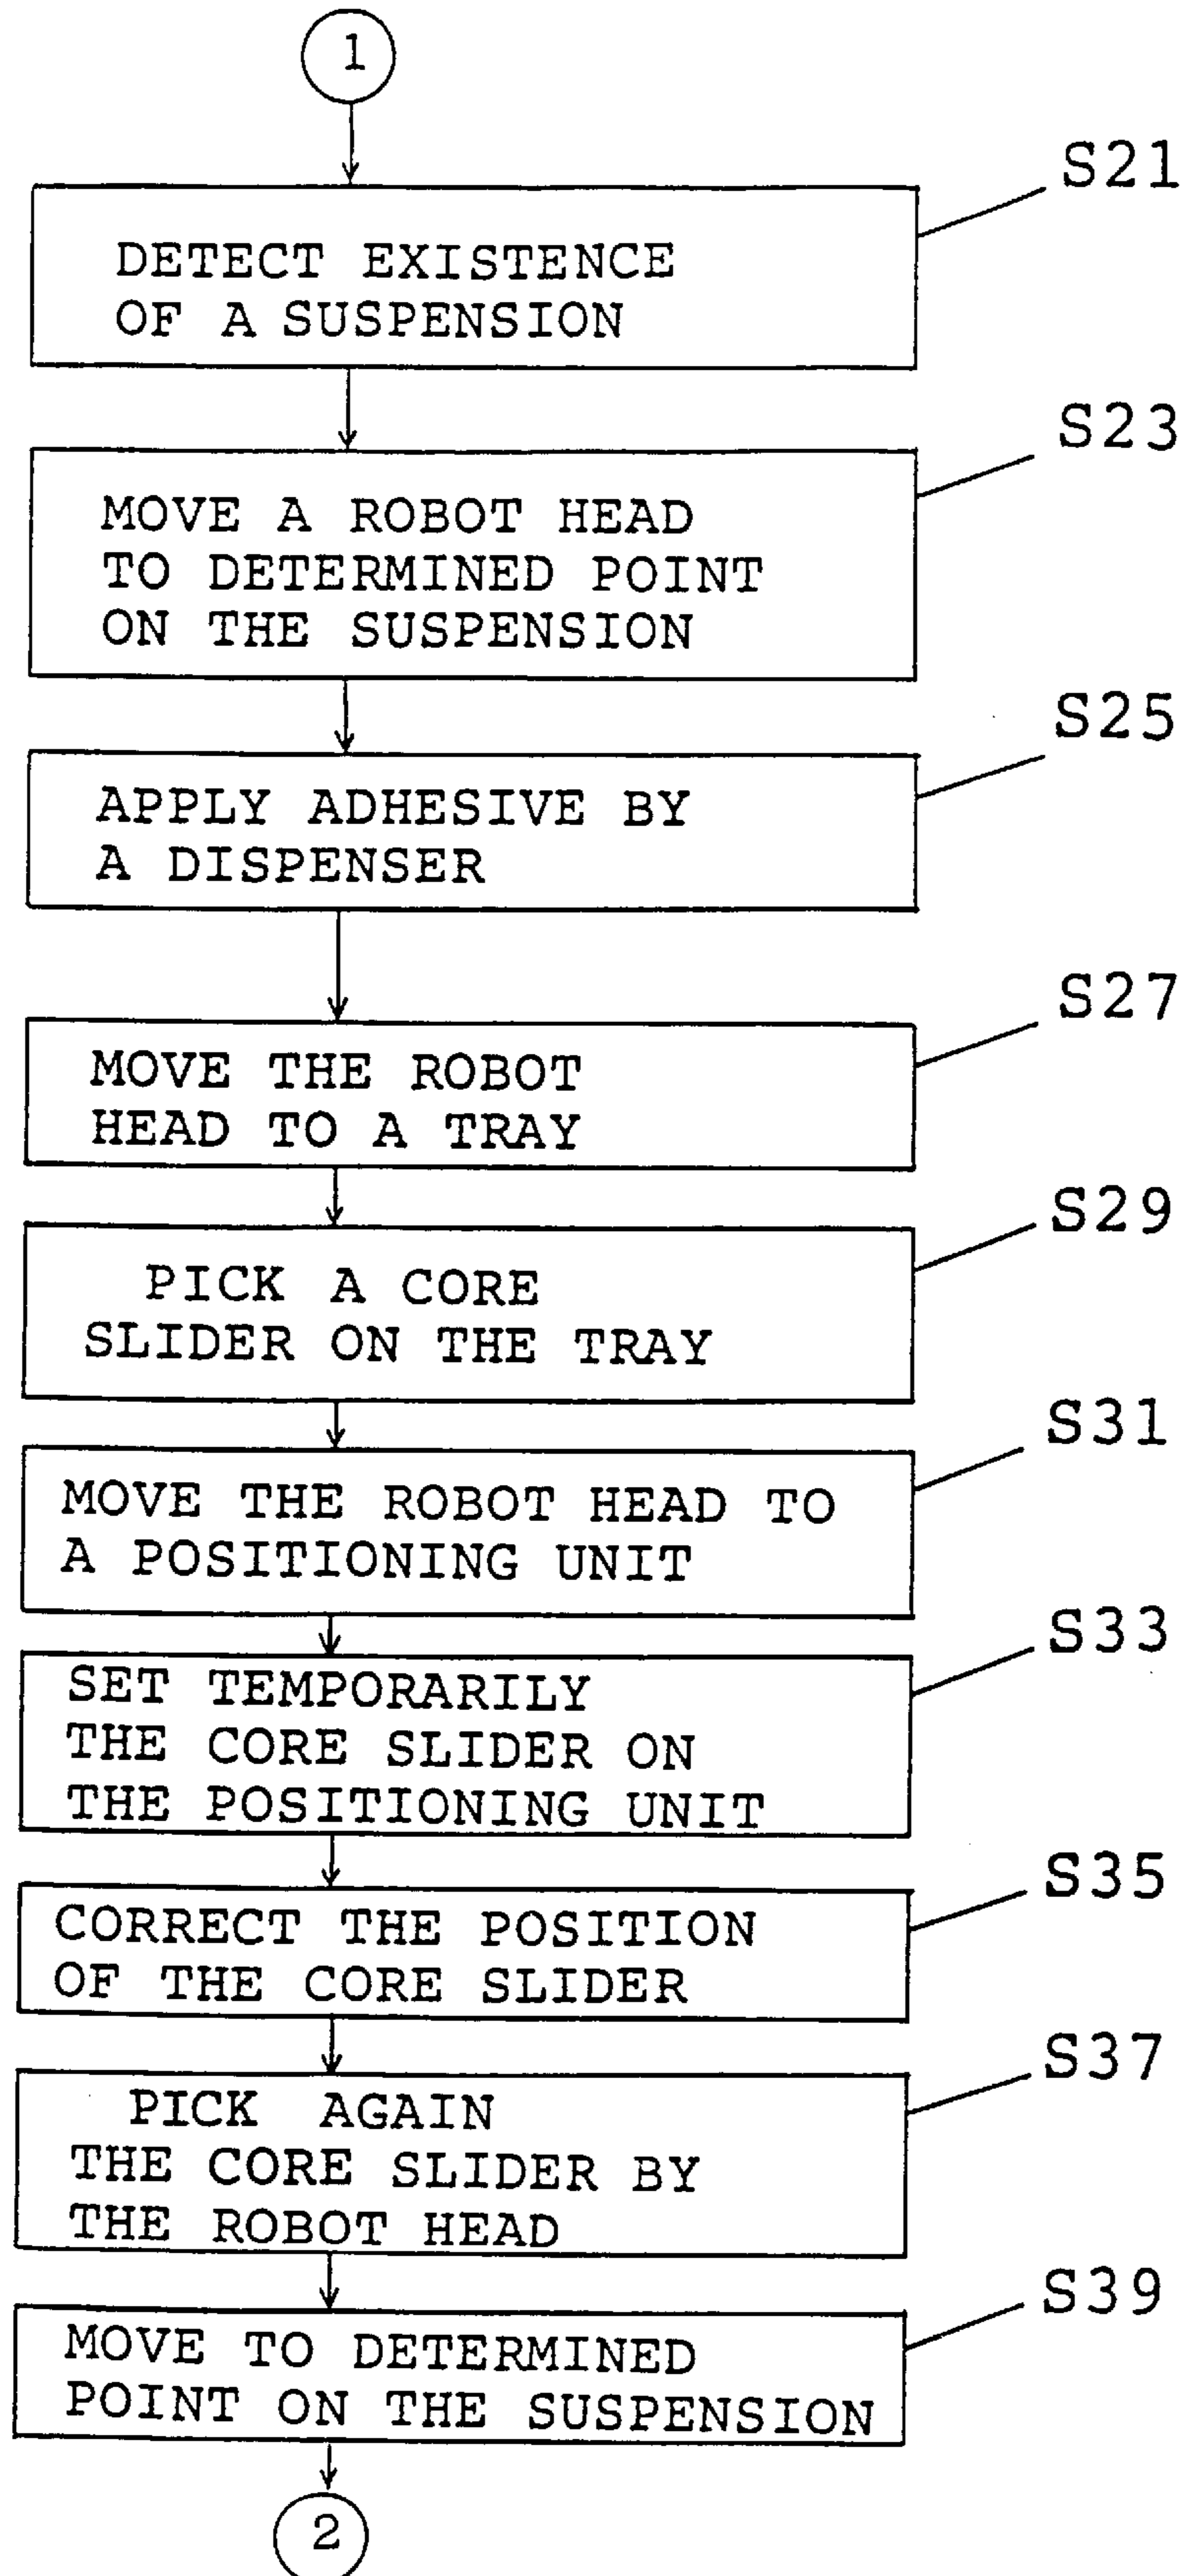 1
S21
DETECT EXISTENCE
OF A SUSPENSION
S23
MOVE A ROBOT HEAD
TO DETERMINED POINT
ON THE SUSPENSION
S25
APPLY ADHESIVE BY
A DISPENSER
S27
MOVE THE ROBOT
HEAD TO A TRAY
S29
PICK A CORE
SLIDER ON THE TRAY
S31
MOVE THE ROBOT HEAD TO
A POSITIONING UNIT
S33
SET TEMPORARILY
THE CORE SLIDER ON
THE POSITIONING UNIT
S35
CORRECT THE POSITION
OF THE CORE SLIDER
S37
PICK AGAIN
THE CORE SLIDER BY
THE ROBOT HEAD
S39
MOVE TO DETERMINED
POINT ON THE SUSPENSION
2